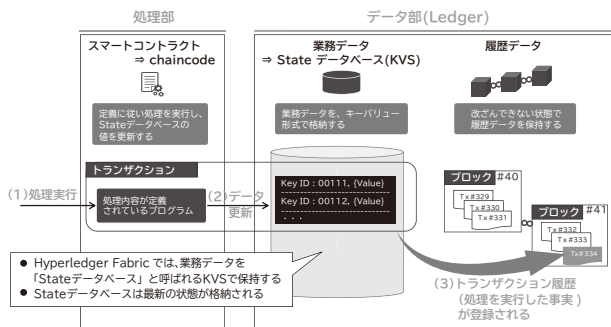 処理部
データ部(Ledger)
スマートコントラクト
⇒ chaincode
業務データ
⇒ State データベース(KVS)
履歴データ
定義に従い処理を実行し、
Stateデータベースの
値を更新する
業務データを、キーバリュー
形式で格納する
改ざんできない状態で
履歴データを保持する
トランザクション
(1)処理実行
処理内容が定義
されているプログラム
(2)データ
更新
Key ID : 00111, {Value}
Key ID : 00112, {Value}
・・・
ブロック #40
Tx#329
Tx#330
Tx#331
ブロック #41
Tx#332
Tx#333
Tx#334
● Hyperledger Fabric では、業務データを
「Stateデータベース」と呼ばれるKVSで保持する
● Stateデータベースは最新の状態が格納される
(3)トランザクション履歴
(処理を実行した事実)
が登録される